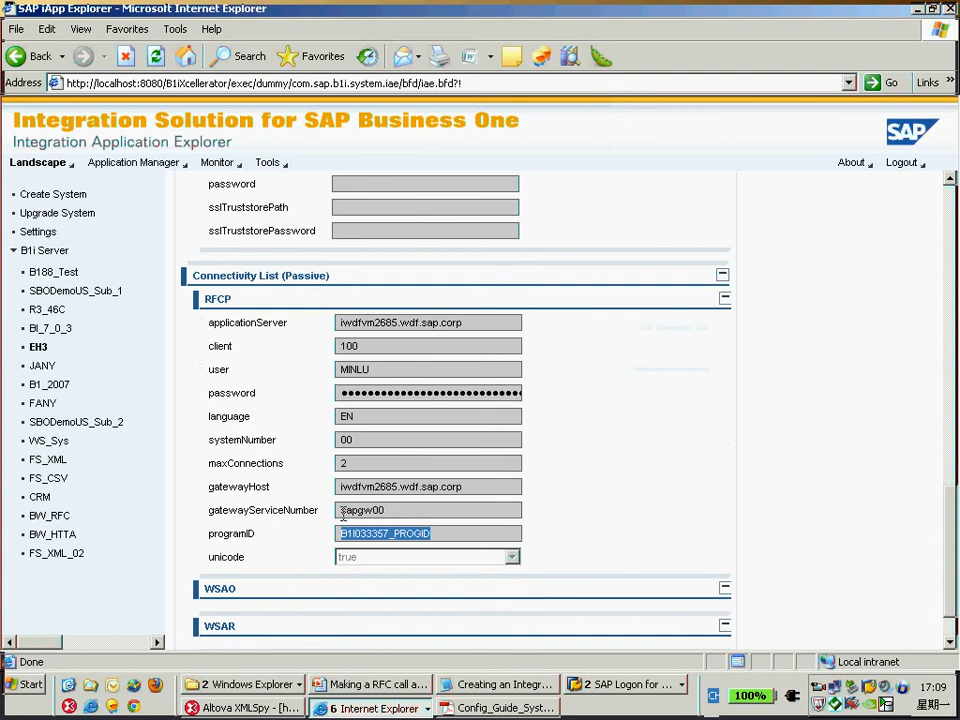 SAP iApp Explorer - Microsoft Internet Explorer
File Edit View Favorites Tools Help
Back Search Favorites
Address http://localhost:8080/B1iXcellerator/exec/dummy/com.sap.b1i.system.iae/bfd/iae.bfd?! Go Links »
Integration Solution for SAP Business One
Integration Application Explorer
SAP
Landscape Application Manager Monitor Tools About Logout
Create System
Upgrade System
Settings
B1i Server
B188_Test
SBODemoUS_Sub_1
R3_46C
BI_7_0_3
EH3
JANY
B1_2007
FANY
SBODemoUS_Sub_2
WS_Sys
FS_XML
FS_CSV
CRM
BW_RFC
BW_HTTA
FS_XML_02
password
sslTruststorePath
sslTruststorePassword
Connectivity List (Passive)
RFCP
applicationServer iwdfvm2685.wdf.sap.corp
client 100
user MINLU
password ••••••••••••••••••••••••••••
language EN
systemNumber 00
maxConnections 2
gatewayHost iwdfvm2685.wdf.sap.corp
gatewayServiceNumber sapgw00
programID B1I033357_PROGID
unicode true
WSAO
WSAR
Done Local intranet
Start 2 Windows Explorer Making a RFC call a... Creating an Integr... 2 SAP Logon for ... 100% 17:09
Altova XMLSpy - [h... 6 Internet Explorer Config_Guide_Syst... 星期一